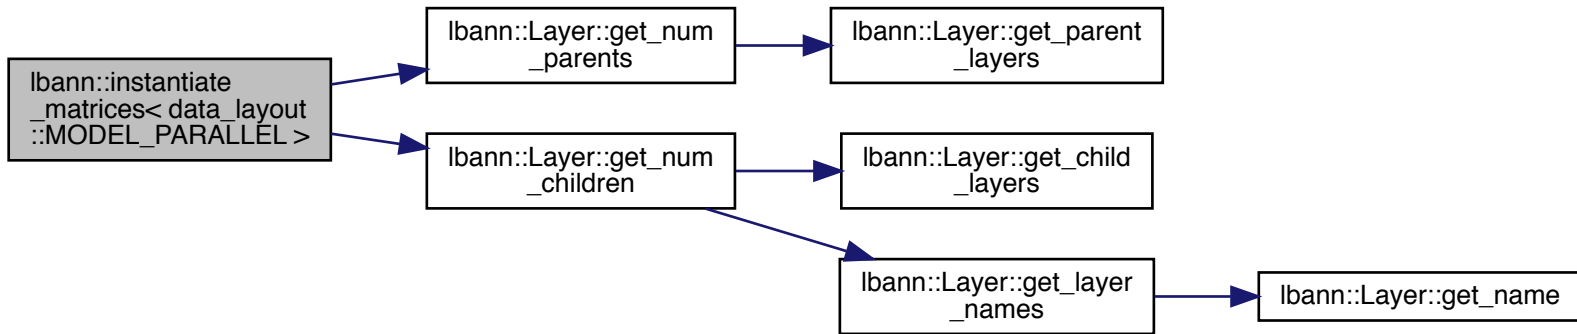 lbann::instantiate
_matrices< data_layout
::MODEL_PARALLEL >
lbann::Layer::get_num
_parents
lbann::Layer::get_parent
_layers
lbann::Layer::get_num
_children
lbann::Layer::get_child
_layers
lbann::Layer::get_layer
_names
lbann::Layer::get_name